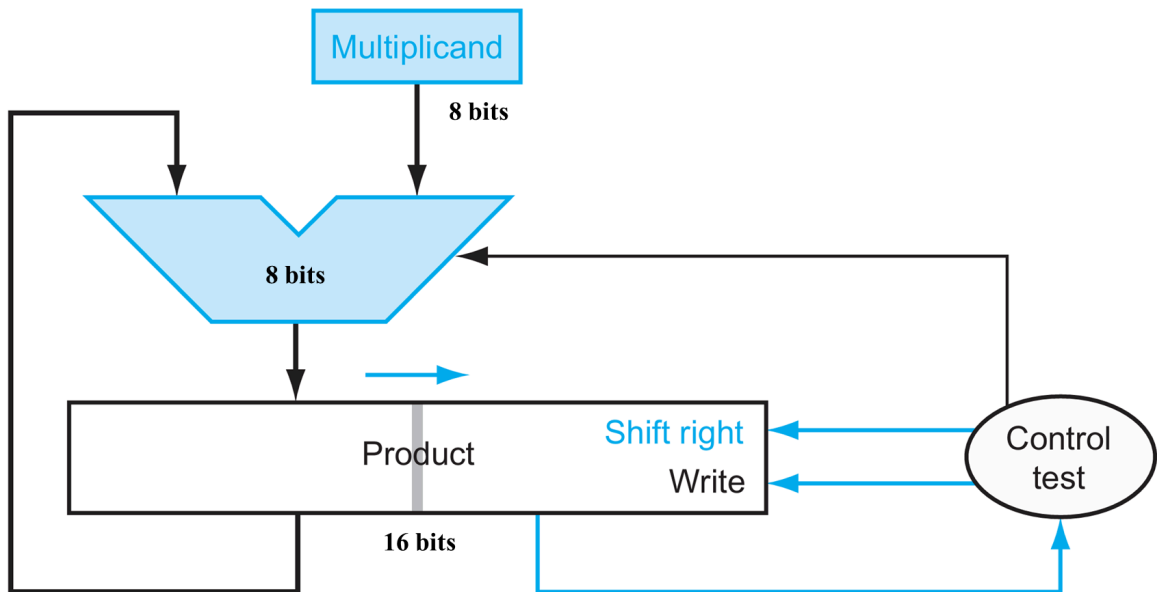 Multiplicand
8 bits
8 bits
Shift right
Product
Write
Control
test
16 bits